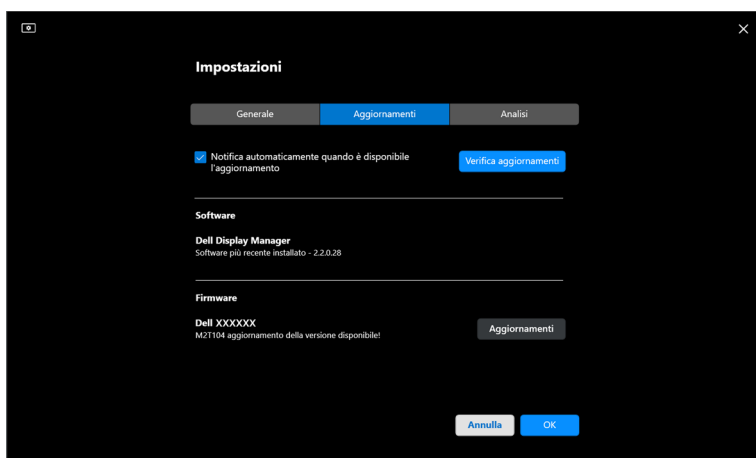 Impostazioni
Generale
Aggiornamenti
Analisi
Notifica automaticamente quando è disponibile
l'aggiornamento
Verifica aggiornamenti
Software
Dell Display Manager
Software più recente installato - 2.2.0.28
Firmware
Dell XXXXXX
M2T104 aggiornamento della versione disponibile!
Aggiornamenti
Annulla
OK